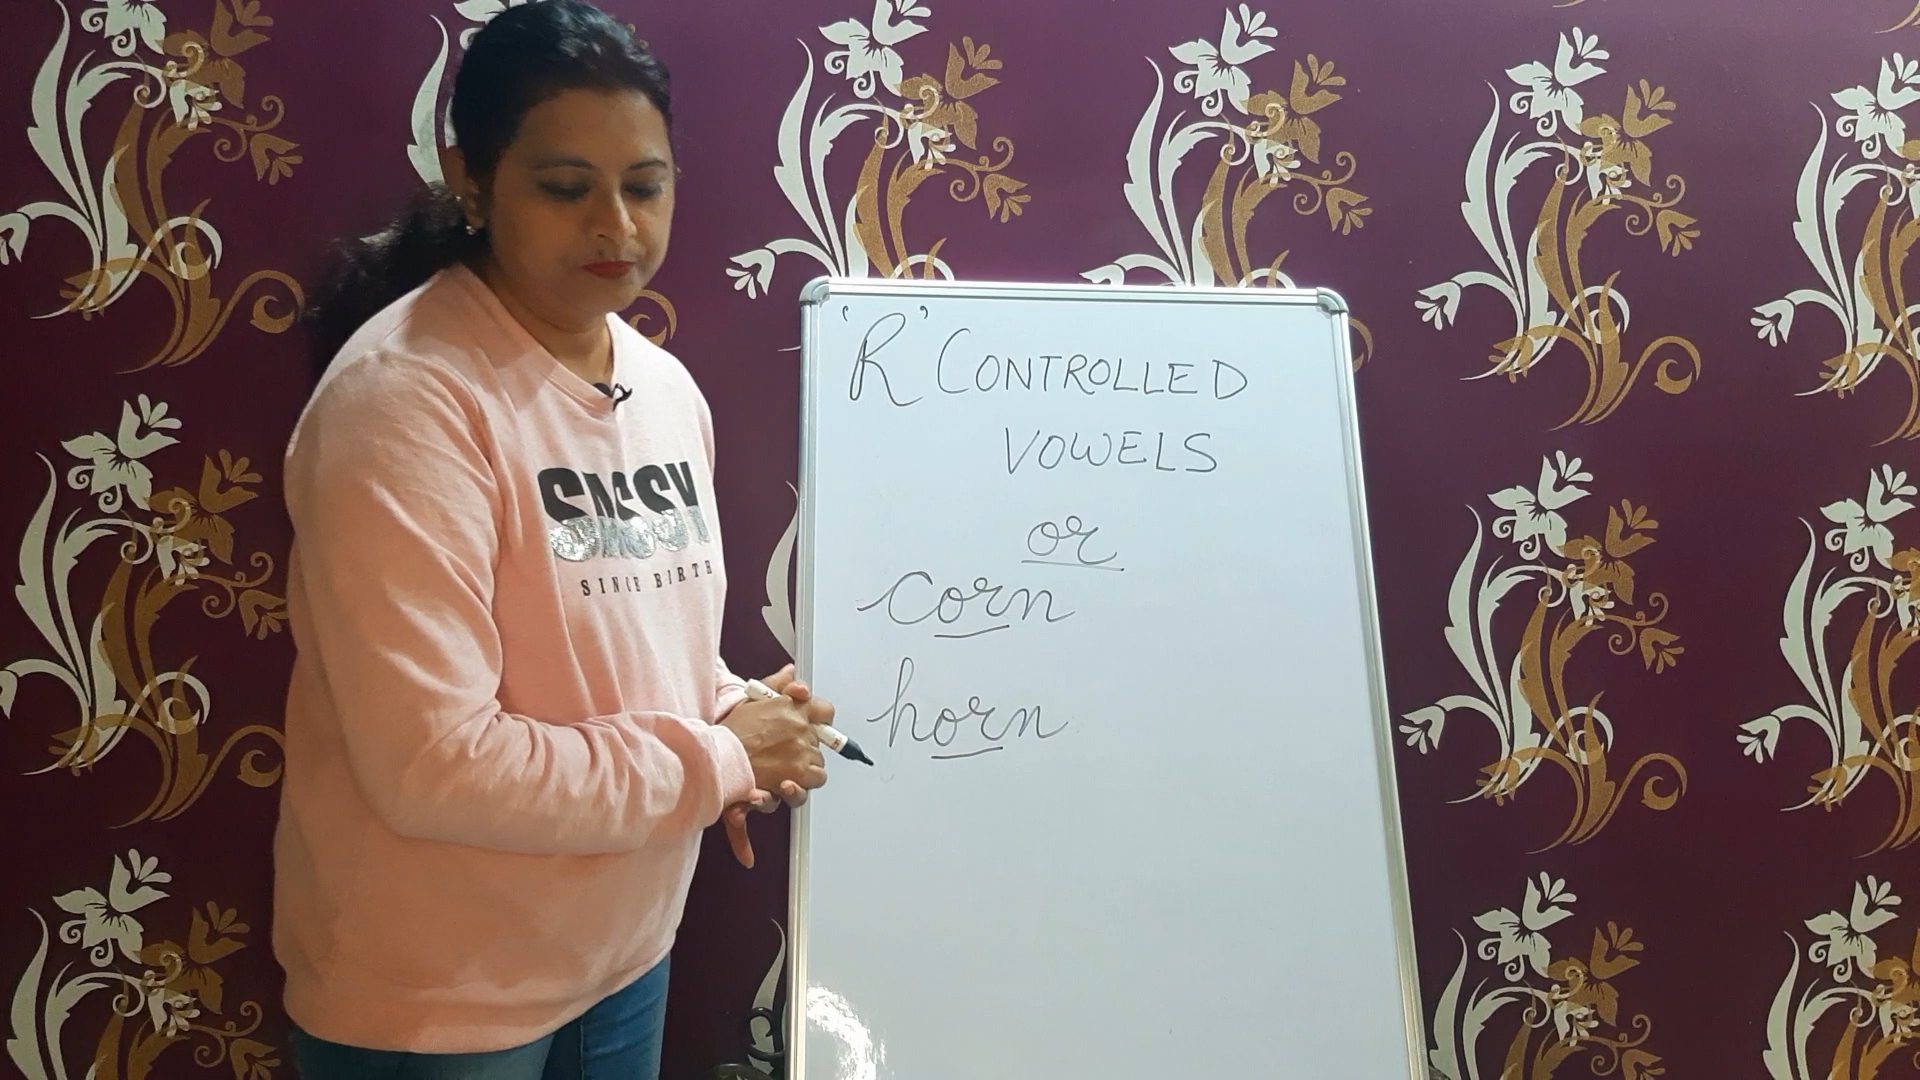 'R' CONTROLLED
VOWELS
or
corn
horn
SASSY
SINCE BIRTH